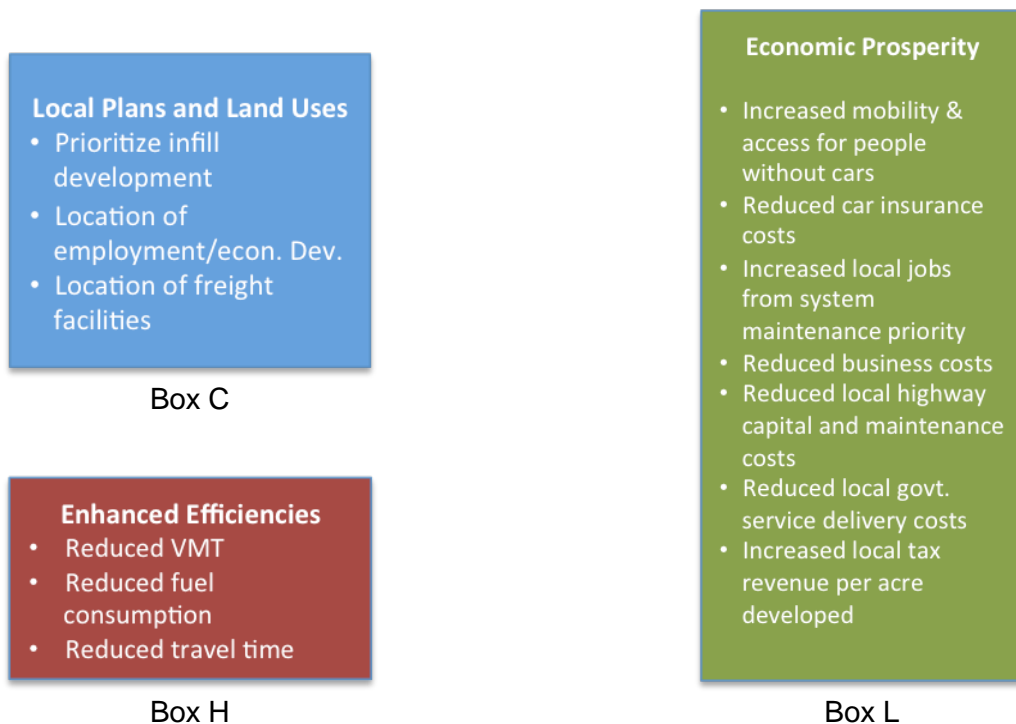 Local Plans and Land Uses
• Prioritize infill
development
• Location of
employment/econ. Dev.
• Location of freight
facilities
Box C
Enhanced Efficiencies
• Reduced VMT
• Reduced fuel
consumption
• Reduced travel time
Box H
Economic Prosperity
• Increased mobility &
access for people
without cars
• Reduced car insurance
costs
• Increased local jobs
from system
maintenance priority
• Reduced business costs
• Reduced local highway
capital and maintenance
costs
• Reduced local govt.
service delivery costs
• Increased local tax
revenue per acre
developed
Box L